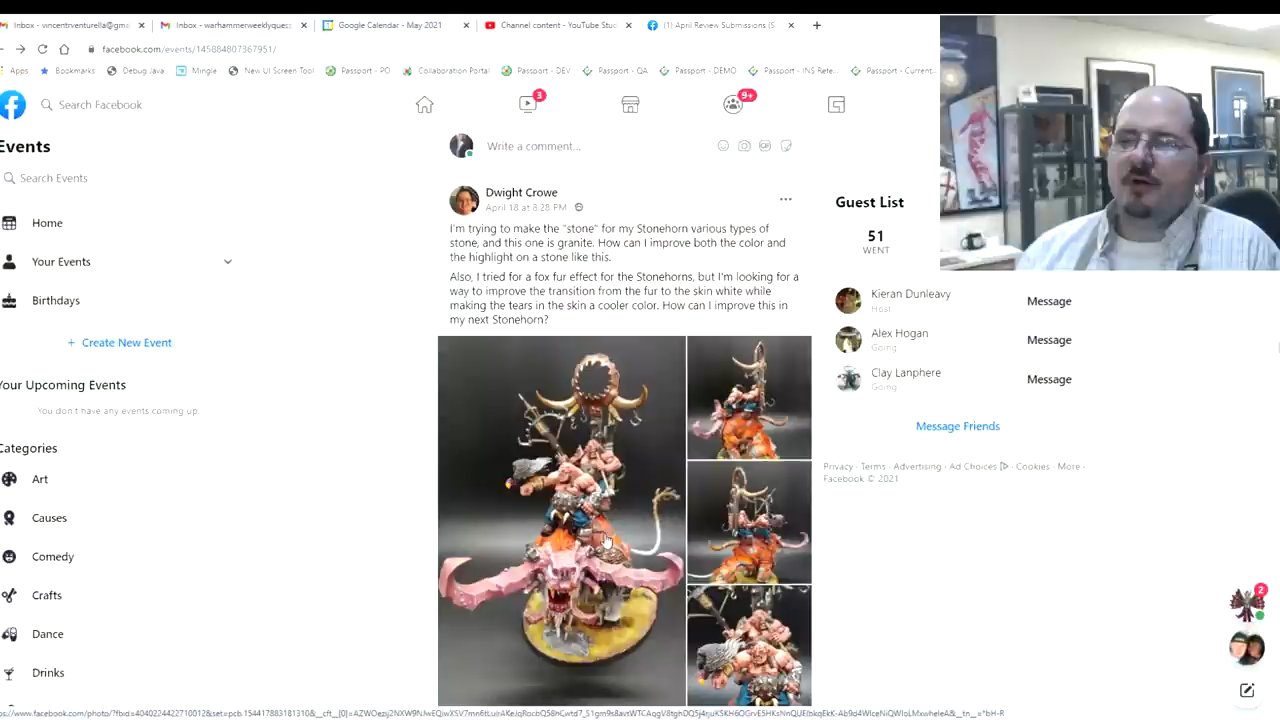 Inbox - vincentrventurella@gma
Inbox - warhammerweeklyques
Google Calendar - May 2021
Channel content - YouTube Stu
(1) April Review Submissions (S
facebook.com/events/145884807367951/
Apps
Bookmarks
Debug Java
Mingle
New UI Screen Tool
Passport - PO
Collaboration Portal
Passport - DEV
Passport - QA
Passport - DEMO
Passport - INS Rete...
Passport - Current...
Search Facebook
3
9+
Events
Search Events
Home
Your Events
Birthdays
+ Create New Event
Your Upcoming Events
You don't have any events coming up.
Categories
Art
Causes
Comedy
Crafts
Dance
Drinks
Write a comment...
Dwight Crowe
April 18 at 8:28 PM
I'm trying to make the "stone" for my Stonehorn various types of
stone, and this one is granite. How can I improve both the color and
the highlight on a stone like this.
Also, I tried for a fox fur effect for the Stonehorns, but I'm looking for a
way to improve the transition from the fur to the skin white while
making the tears in the skin a cooler color. How can I improve this in
my next Stonehorn?
Guest List
51
WENT
Kieran Dunleavy
Host
Message
Alex Hogan
Going
Message
Clay Lanphere
Going
Message
Message Friends
Privacy · Terms · Advertising · Ad Choices · Cookies · More ·
Facebook © 2021
2